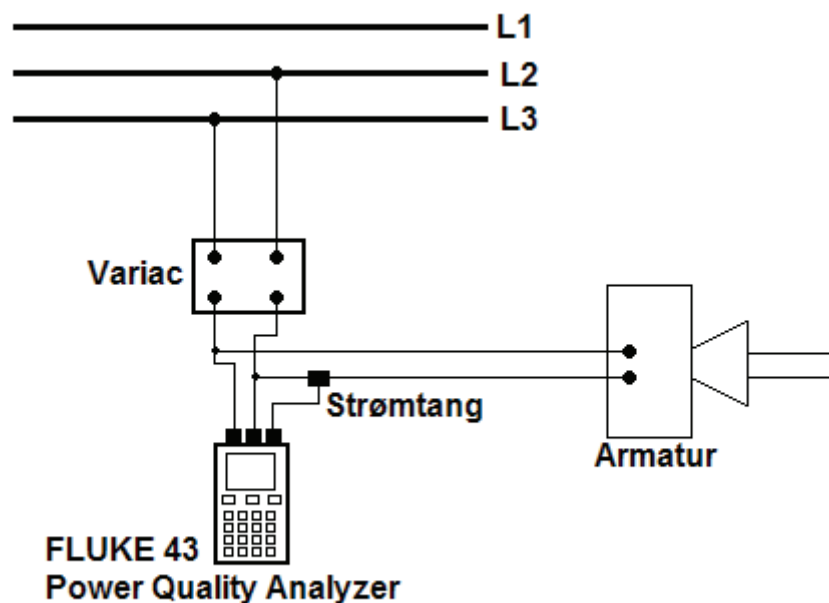 L1
L2
L3
Variac
Strømtang
Armatur
FLUKE 43
Power Quality Analyzer